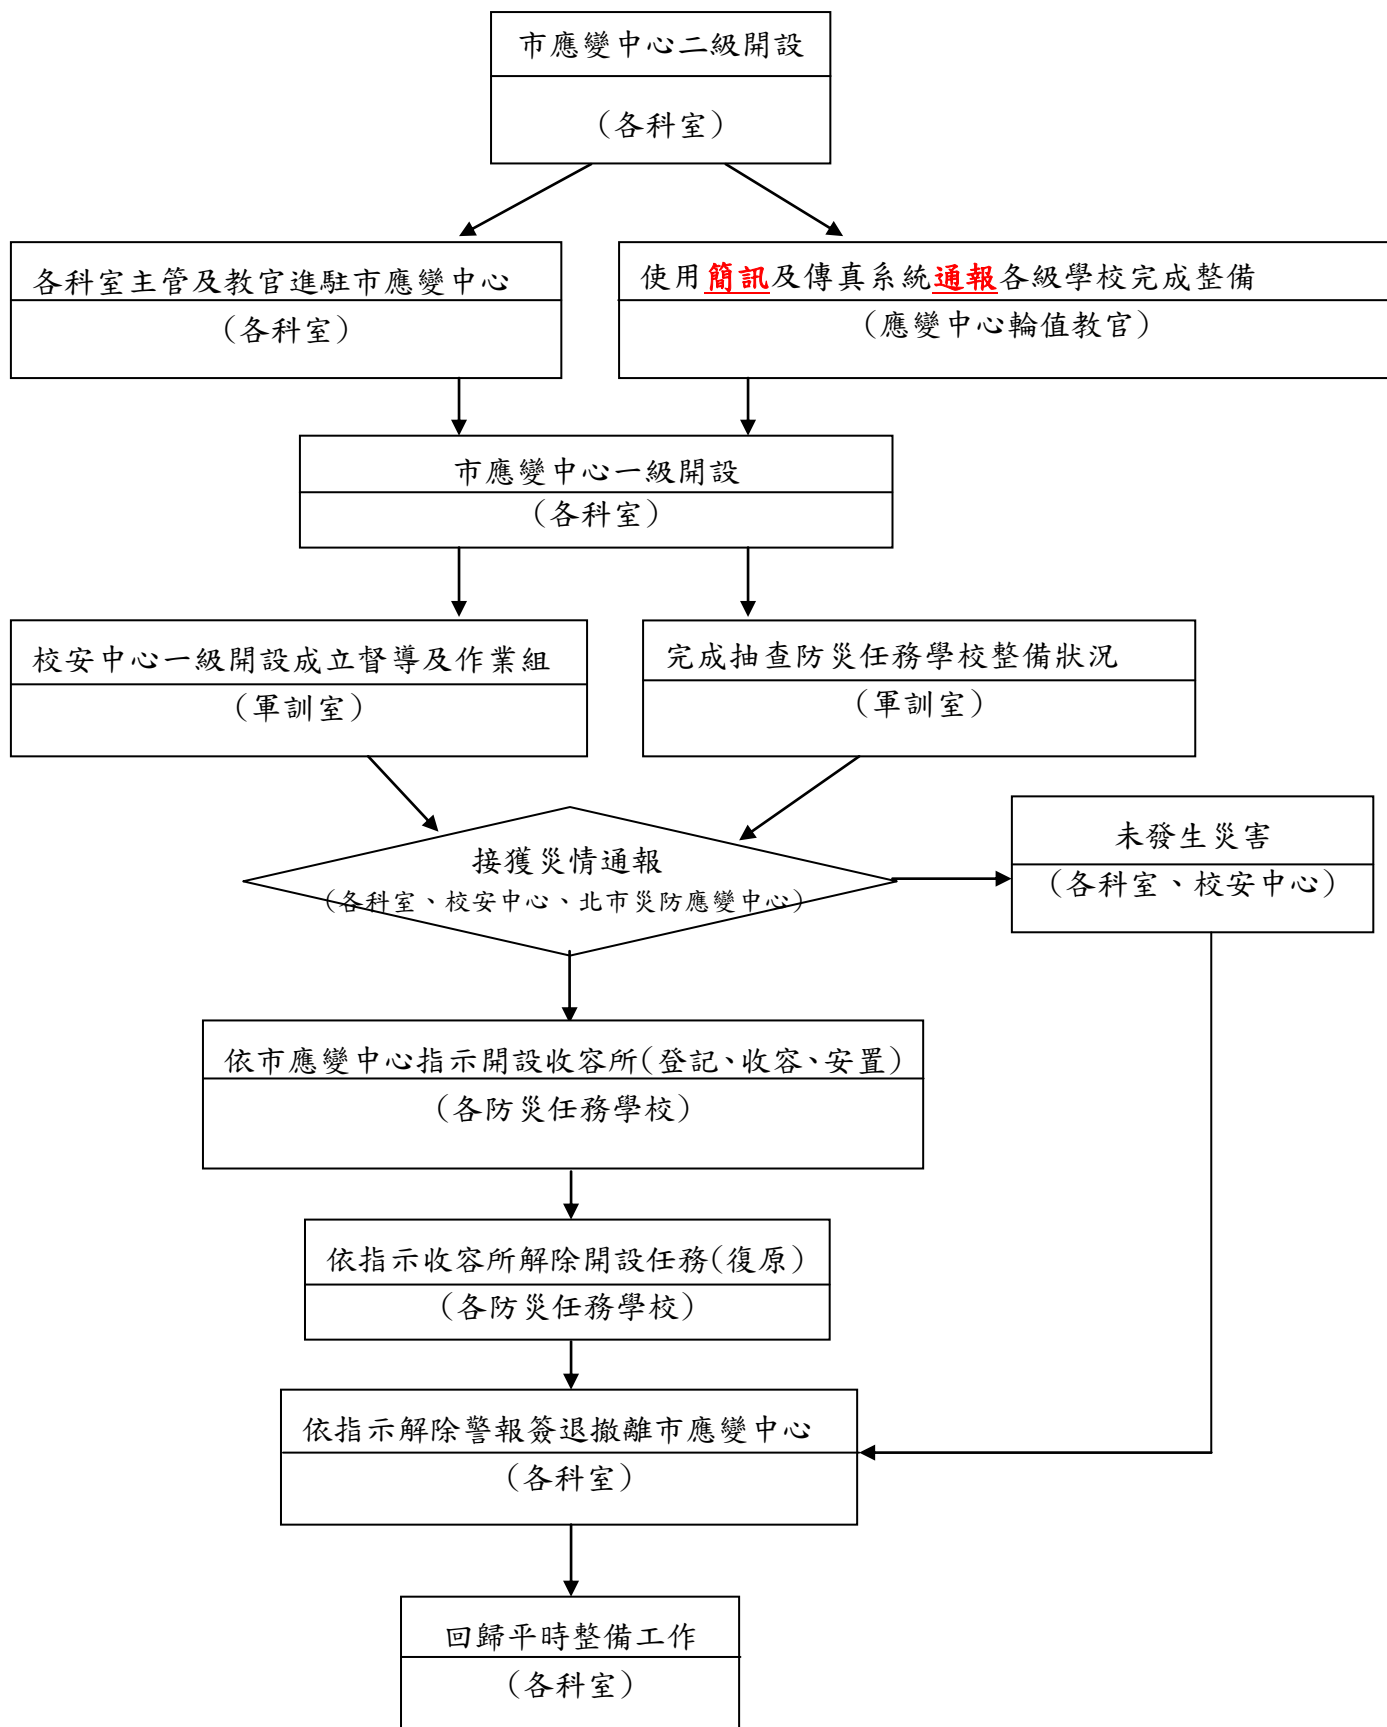 市應變中心二級開設
（各科室）
各科室主管及教官進駐市應變中心
（各科室）
使用簡訊及傳真系統通報各級學校完成整備
（應變中心輪值教官）
市應變中心一級開設
（各科室）
校安中心一級開設成立督導及作業組
（軍訓室）
完成抽查防災任務學校整備狀況
（軍訓室）
接獲災情通報
（各科室、校安中心、北市災防應變中心）
未發生災害
（各科室、校安中心）
依市應變中心指示開設收容所(登記、收容、安置)
（各防災任務學校）
依指示收容所解除開設任務(復原)
（各防災任務學校）
依指示解除警報簽退撤離市應變中心
（各科室）
回歸平時整備工作
（各科室）